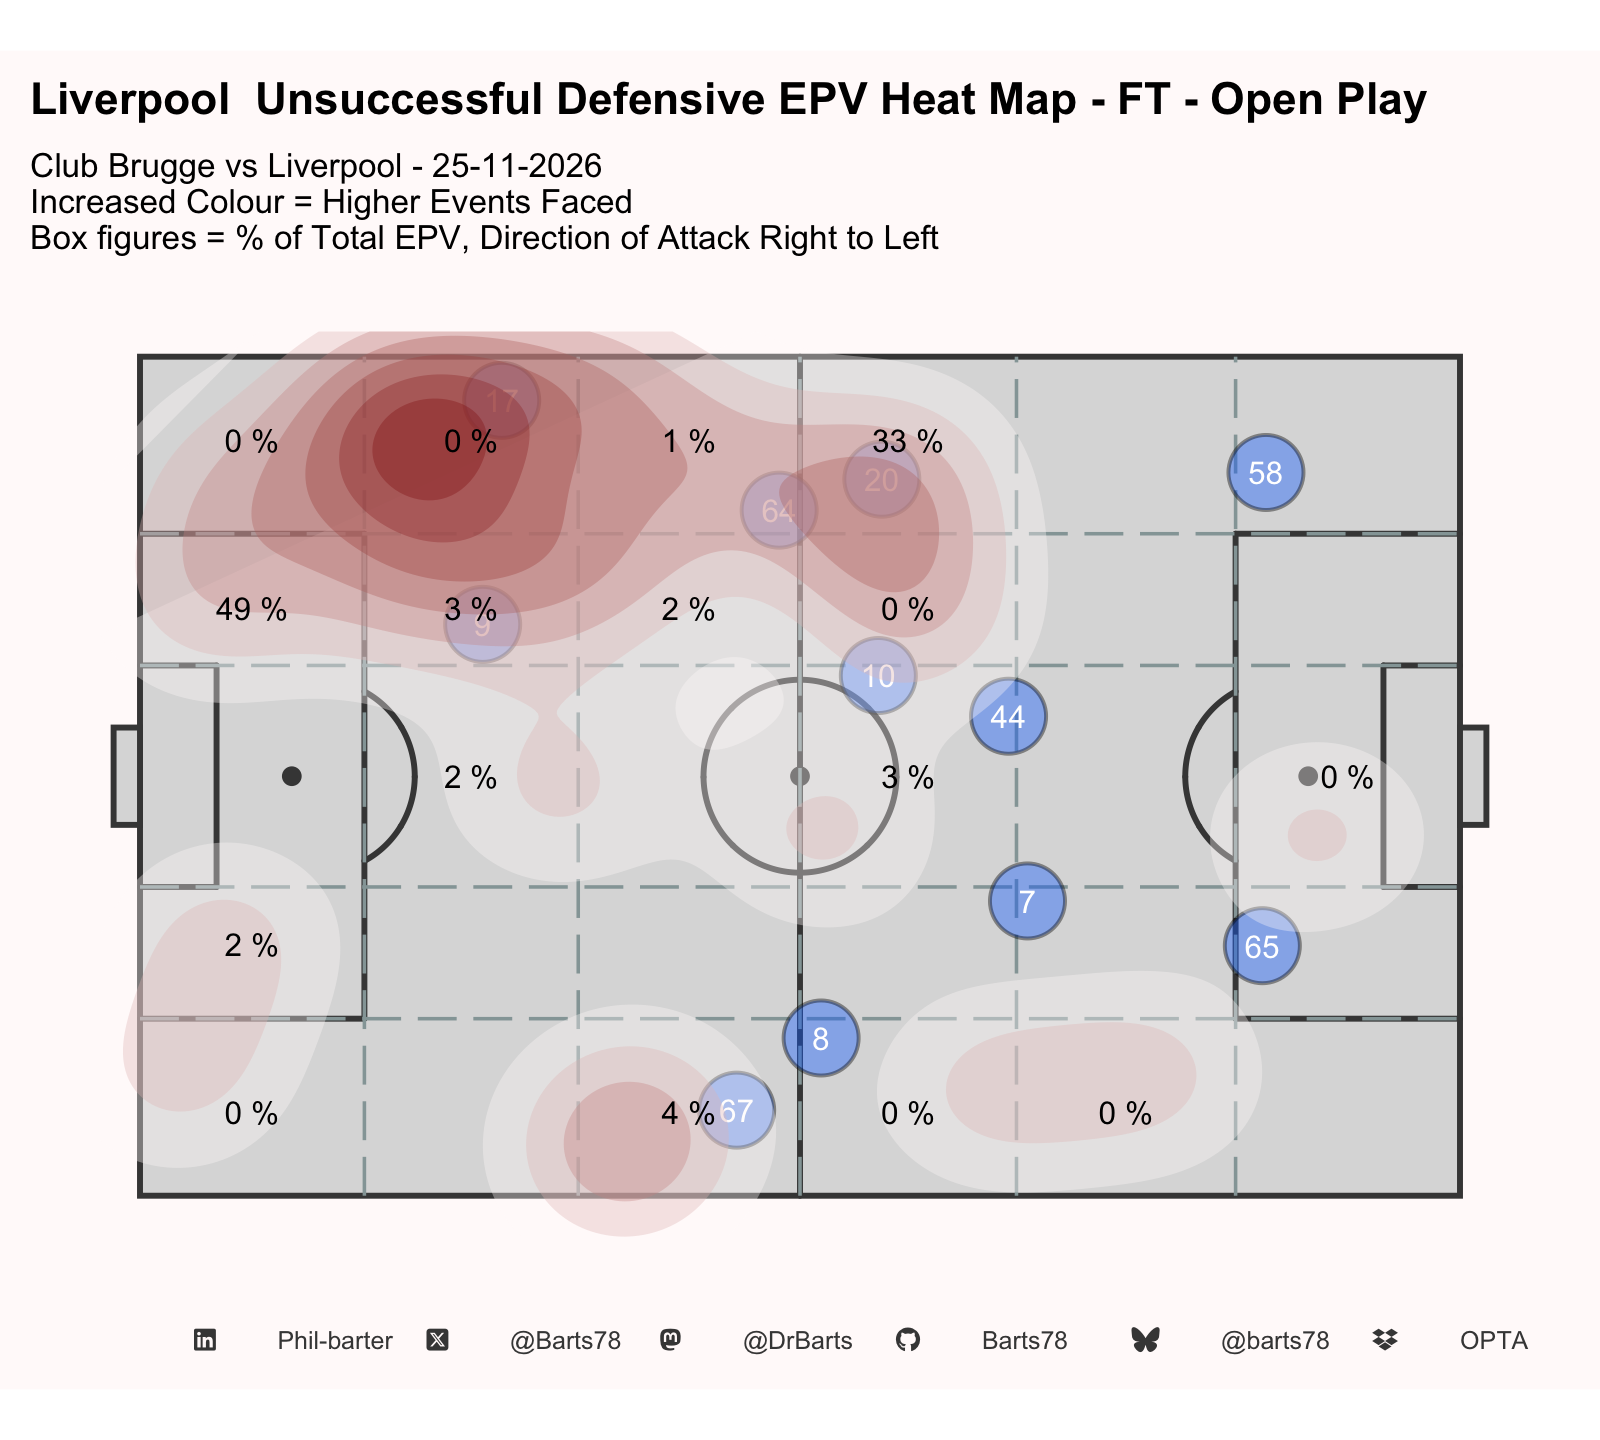 Liverpool  Unsuccessful Defensive EPV Heat Map - FT - Open Play
Club Brugge vs Liverpool - 25-11-2026
Increased Colour = Higher Events Faced
Box figures = % of Total EPV, Direction of Attack Right to Left
17
0 %
0 %
1 %
33 %
20
58
64
49 %
3 %
9
2 %
0 %
10
44
2 %
3 %
0 %
7
2 %
65
8
0 %
4 %
67
0 %
0 %
Phil-barter
@Barts78
@DrBarts
Barts78
@barts78
OPTA